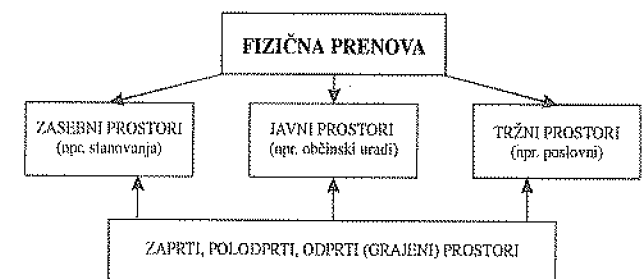 FIZIČNA PRENOVA
ZASEBNI PROSTORI
(npr. stanovanja)
JAVNI PROSTORI
(npr. občinski uradi)
TRŽNI PROSTORI
(npr. poslovni)
ZAPRTI, POLODPRTI, ODPRTI (GRAJENI) PROSTORI